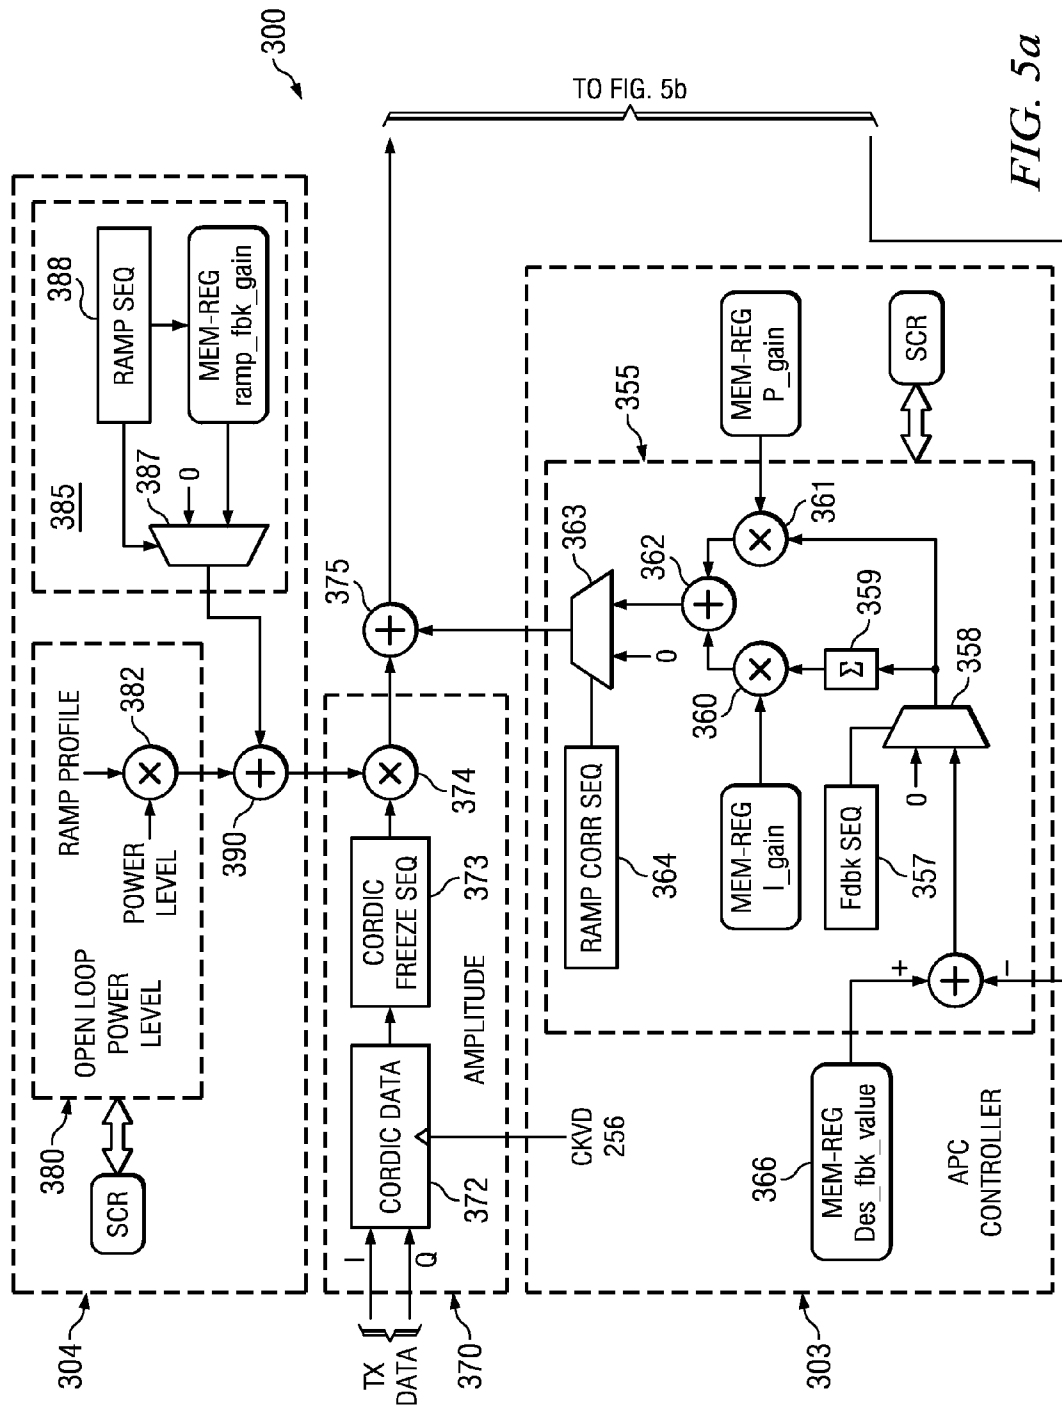 304
SCR
380
OPEN LOOP
POWER
LEVEL
RAMP PROFILE
POWER
LEVEL
382
390
385
387
0
388
RAMP SEQ
MEM-REG
ramp_fbk_gain
300
TX
DATA
I
Q
370
CORDIC DATA
372
CORDIC
FREEZE SEQ
373
AMPLITUDE
374
375
TO FIG. 5b
CKVD
256
303
366
MEM-REG
Des_fbk_value
APC
CONTROLLER
RAMP CORR SEQ
364
MEM-REG
I_gain
Fdbk SEQ
357
0
358
Σ
359
360
361
362
363
0
355
MEM-REG
P_gain
SCR
+
−
FIG. 5a